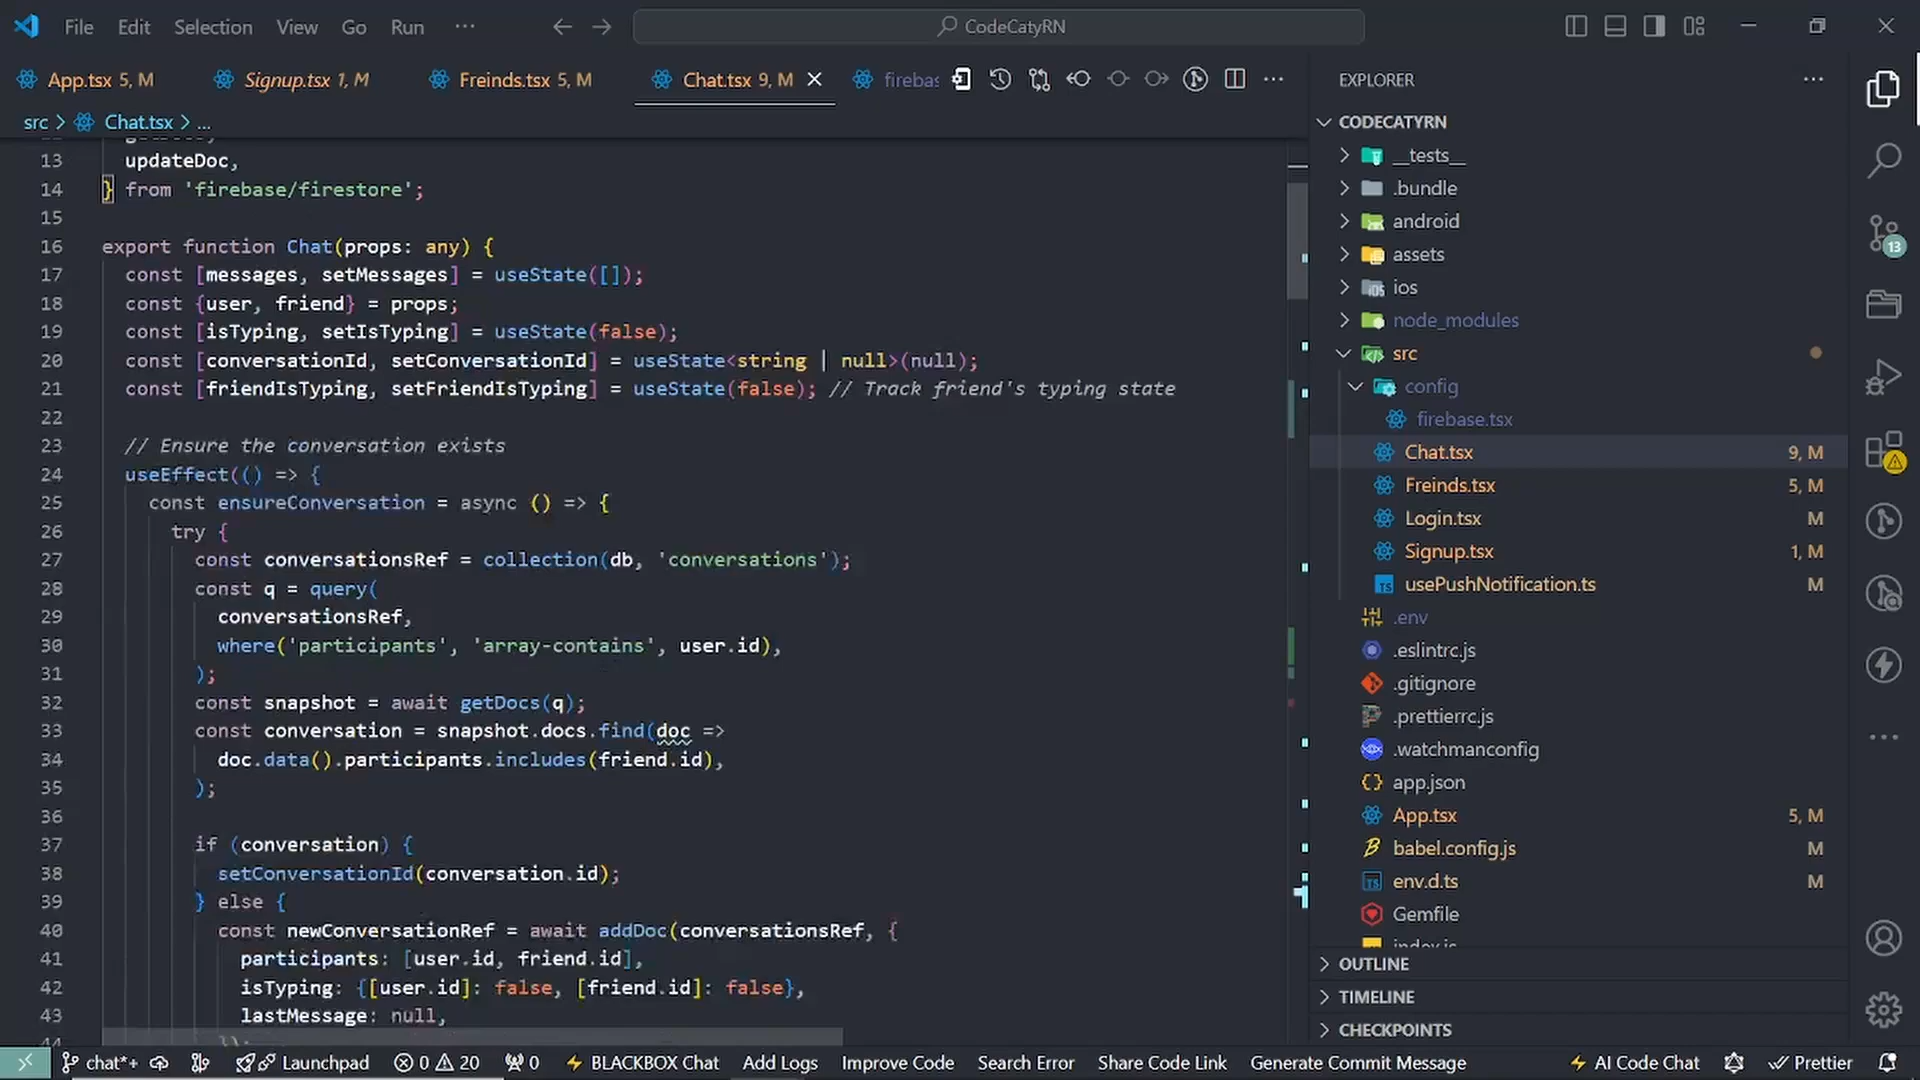 File Edit Selection View Go Run ··· CodeCatyRN
App.tsx 5, M Signup.tsx 1, M Freinds.tsx 5, M Chat.tsx 9, M firebas
src > Chat.tsx > ...
13 updateDoc,
14 } from 'firebase/firestore';
15
16 export function Chat(props: any) {
17 const [messages, setMessages] = useState([]);
18 const {user, friend} = props;
19 const [isTyping, setIsTyping] = useState(false);
20 const [conversationId, setConversationId] = useState<string | null>(null);
21 const [friendIsTyping, setFriendIsTyping] = useState(false); // Track friend's typing state
22
23 // Ensure the conversation exists
24 useEffect(() => {
25 const ensureConversation = async () => {
26 try {
27 const conversationsRef = collection(db, 'conversations');
28 const q = query(
29 conversationsRef,
30 where('participants', 'array-contains', user.id),
31 );
32 const snapshot = await getDocs(q);
33 const conversation = snapshot.docs.find(doc =>
34 doc.data().participants.includes(friend.id),
35 );
36
37 if (conversation) {
38 setConversationId(conversation.id);
39 } else {
40 const newConversationRef = await addDoc(conversationsRef, {
41 participants: [user.id, friend.id],
42 isTyping: {[user.id]: false, [friend.id]: false},
43 lastMessage: null,
44 });
EXPLORER
CODECATYRN
__tests__
.bundle
android
assets
ios
node_modules
src
config
firebase.tsx
Chat.tsx 9, M
Freinds.tsx 5, M
Login.tsx M
Signup.tsx 1, M
usePushNotification.ts M
.env
.eslintrc.js
.gitignore
.prettierrc.js
.watchmanconfig
app.json
App.tsx 5, M
babel.config.js M
env.d.ts M
Gemfile
index.js
OUTLINE
TIMELINE
CHECKPOINTS
13
chat*+ Launchpad 0 20 0 BLACKBOX Chat Add Logs Improve Code Search Error Share Code Link Generate Commit Message AI Code Chat Prettier